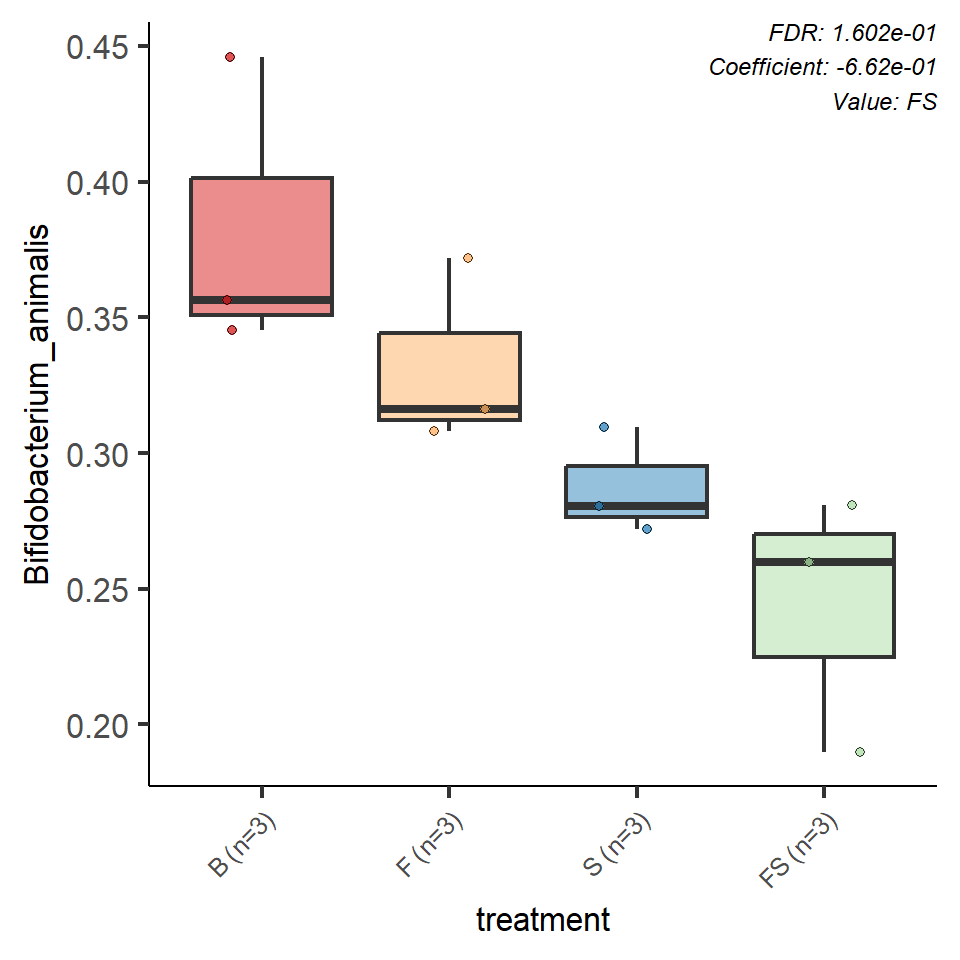 FDR: 1.602e-01
Coefficient: -6.62e-01
Value: FS
Bifidobacterium_animalis
0.45
0.40
0.35
0.30
0.25
0.20
B (n=3)
F (n=3)
S (n=3)
FS (n=3)
treatment